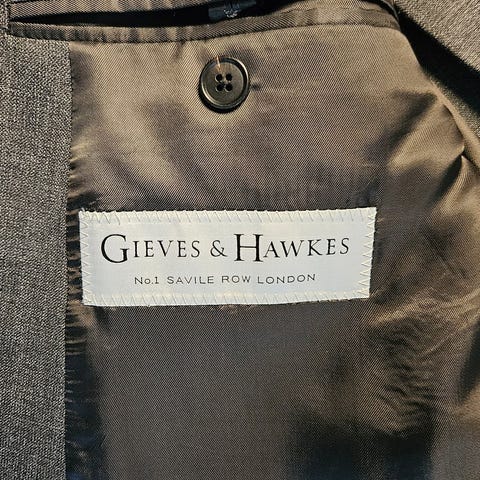 GIEVES & HAWKES
No.1 SAVILE ROW LONDON